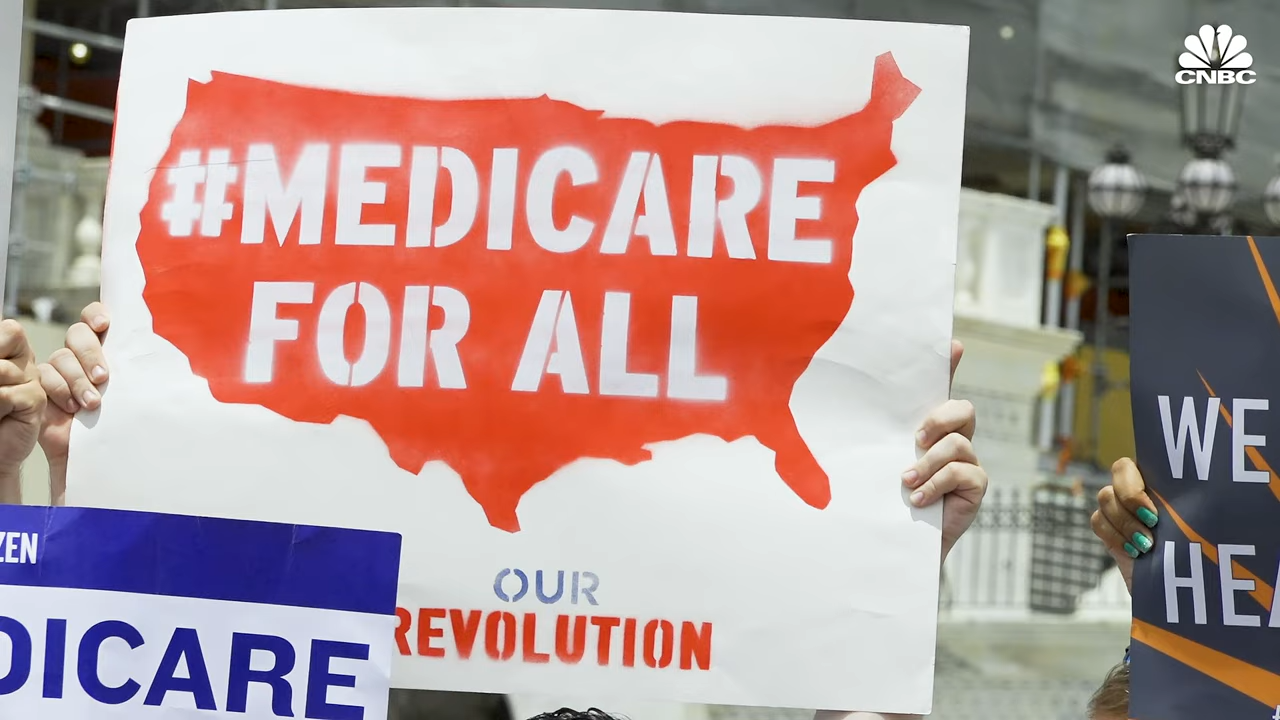 CNBC
#MEDICARE
FOR ALL
OUR
REVOLUTION
ZEN
DICARE
WE
HEA